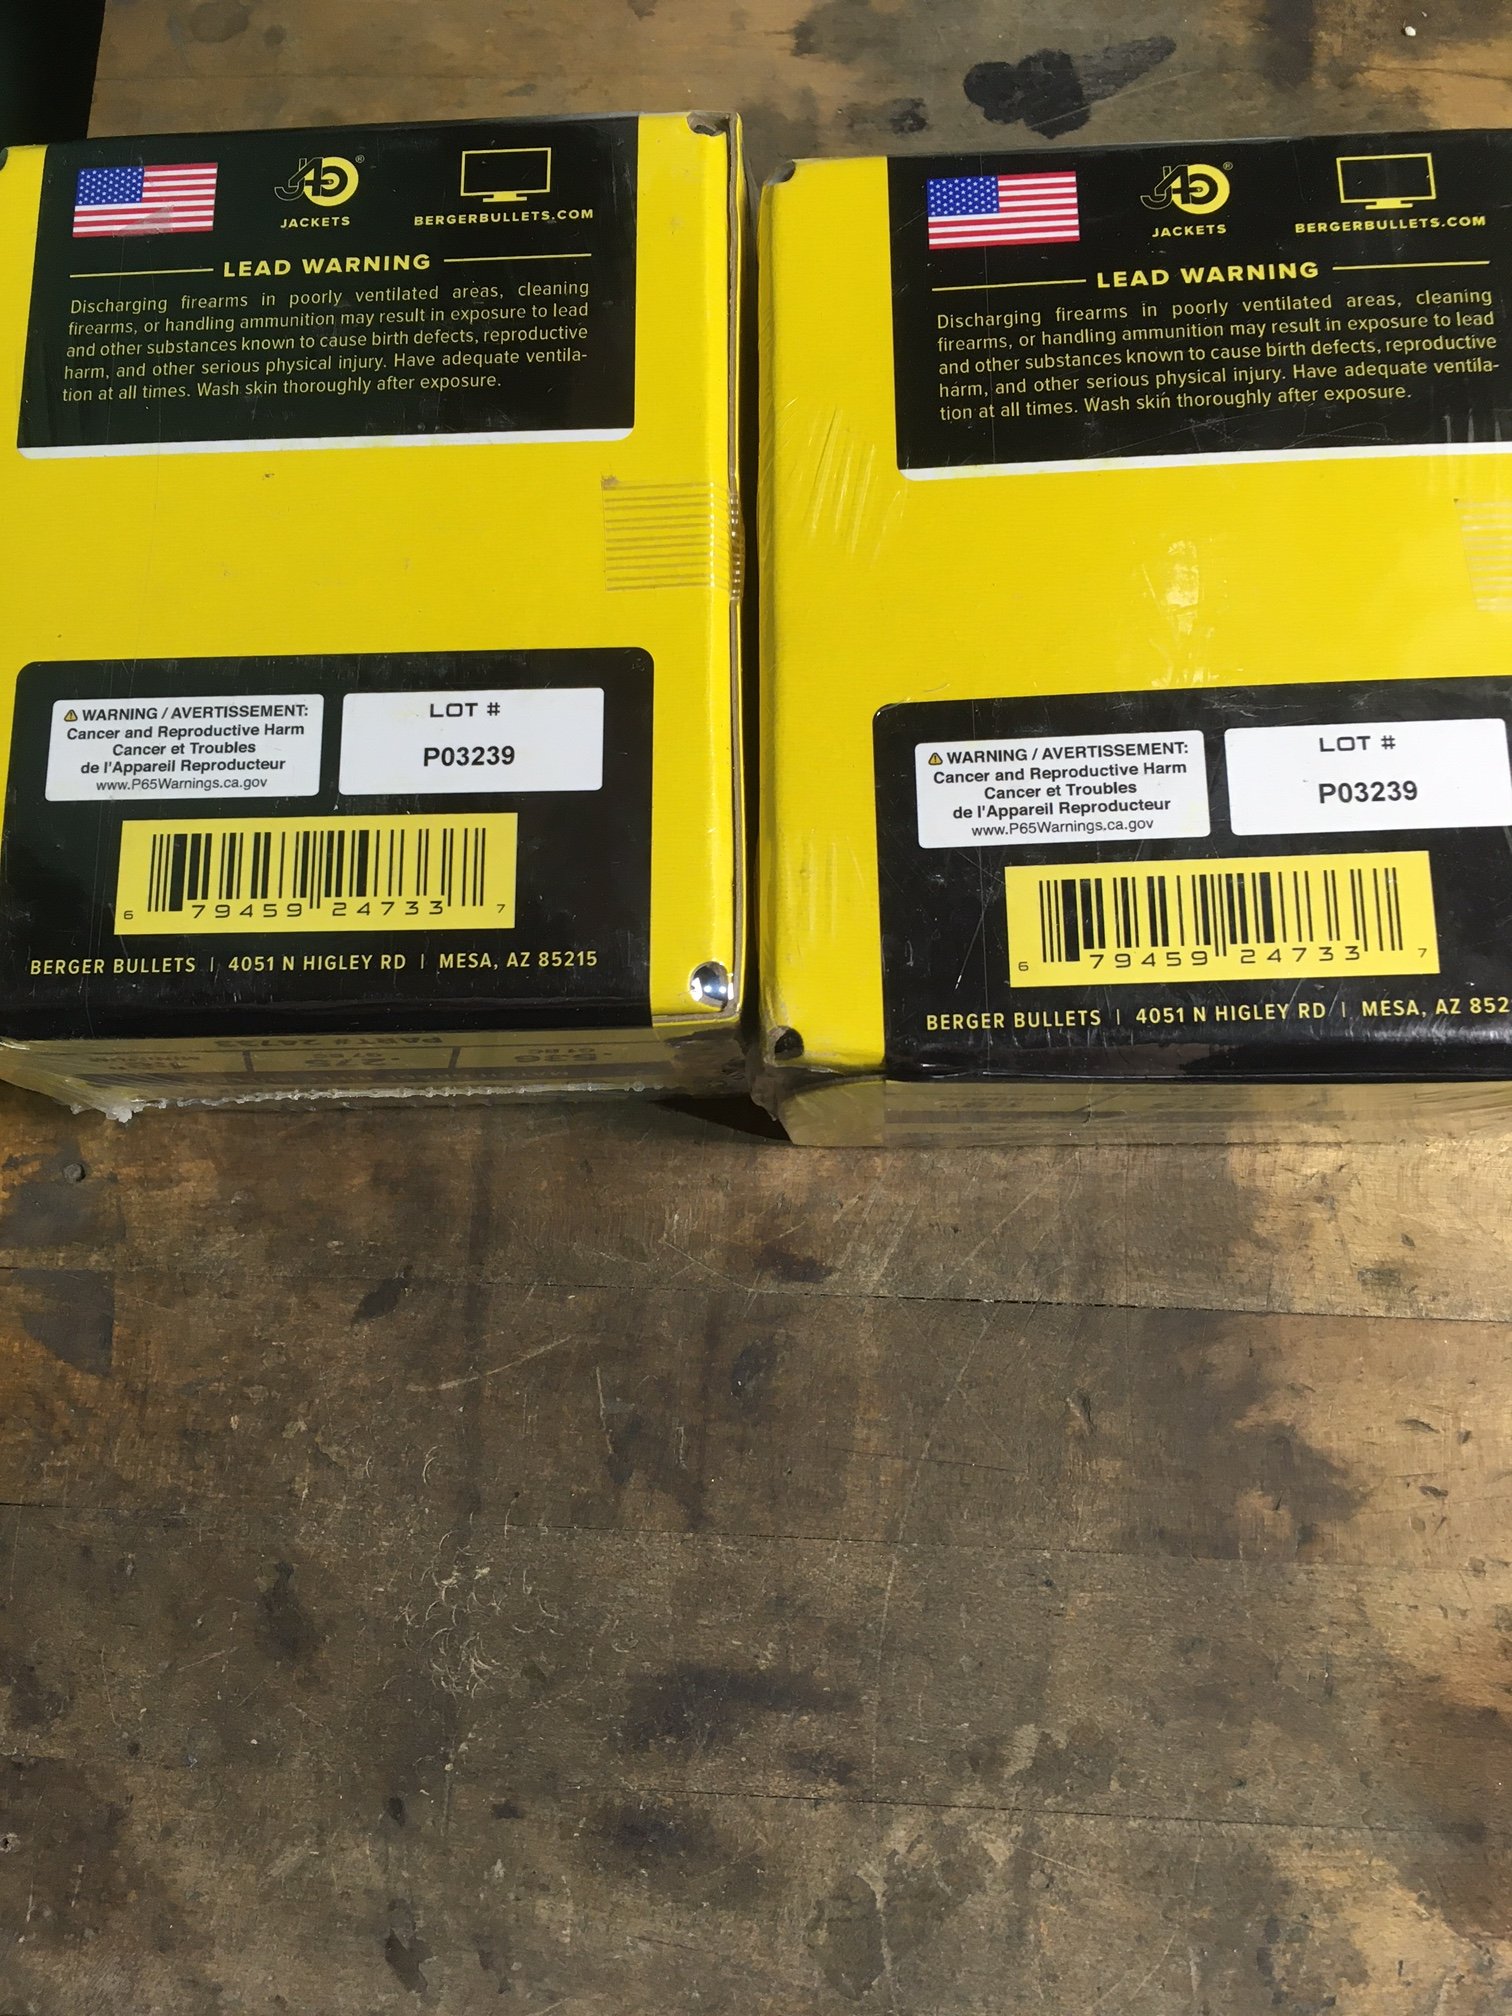 JACKETS
BERGERBULLETS.COM
LEAD WARNING
Discharging firearms in poorly ventilated areas, cleaning
firearms, or handling ammunition may result in exposure to lead
and other substances known to cause birth defects, reproductive
harm, and other serious physical injury. Have adequate ventila-
tion at all times. Wash skin thoroughly after exposure.
WARNING / AVERTISSEMENT:
Cancer and Reproductive Harm
Cancer et Troubles
de l'Appareil Reproducteur
www.P65Warnings.ca.gov
LOT #
P03239
6 79459 24733 7
BERGER BULLETS | 4051 N HIGLEY RD | MESA, AZ 85215
PART# 24733
JACKETS
BERGERBULLETS.COM
LEAD WARNING
Discharging firearms in poorly ventilated areas, cleaning
firearms, or handling ammunition may result in exposure to lead
and other substances known to cause birth defects, reproductive
harm, and other serious physical injury. Have adequate ventila-
tion at all times. Wash skin thoroughly after exposure.
WARNING / AVERTISSEMENT:
Cancer and Reproductive Harm
Cancer et Troubles
de l'Appareil Reproducteur
www.P65Warnings.ca.gov
LOT #
P03239
6 79459 24733 7
BERGER BULLETS | 4051 N HIGLEY RD | MESA, AZ 852